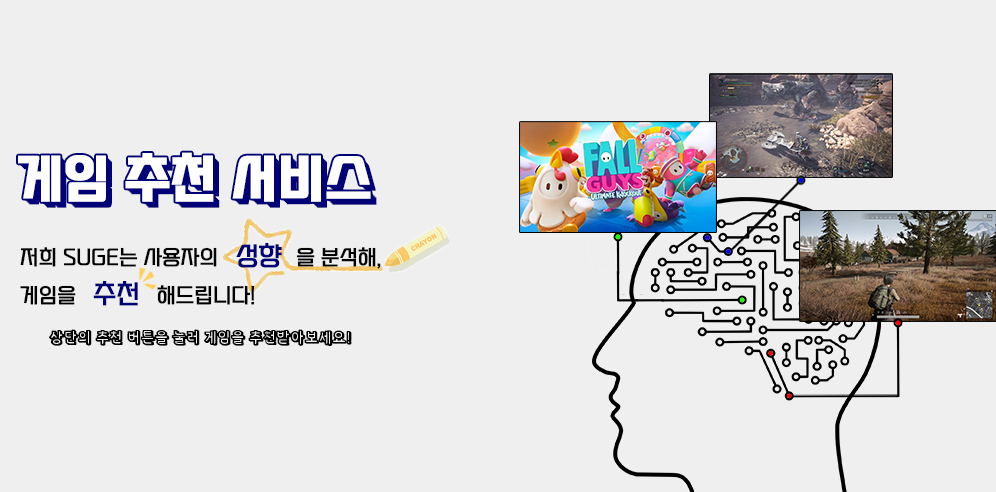 게임 추천 서비스
저희 SUGE는 사용자의 성향 을 분석해,
CRAYON
게임을 추천 해드립니다!
상단의 추천 버튼을 눌러 게임을 추천받아보세요!
FALL
GUYS
ULTIMATE KNOCKOUT